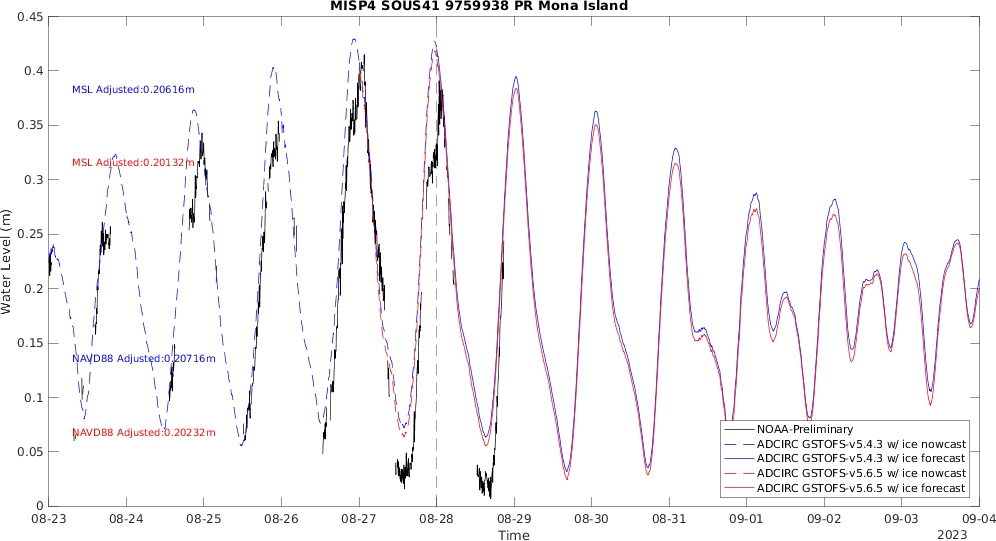 MISP4 SOUS41 9759938 PR Mona Island
0.45
0.4
0.35
0.3
0.25
0.2
0.15
0.1
0.05
0
Water Level (m)
MSL Adjusted:0.20616m
MSL Adjusted:0.20132m
NAVD88 Adjusted:0.20716m
NAVD88 Adjusted:0.20232m
NOAA-Preliminary
ADCIRC GSTOFS-v5.4.3 w/ ice nowcast
ADCIRC GSTOFS-v5.4.3 w/ ice forecast
ADCIRC GSTOFS-v5.6.5 w/ ice nowcast
ADCIRC GSTOFS-v5.6.5 w/ ice forecast
08-23 08-24 08-25 08-26 08-27 08-28 08-29 08-30 08-31 09-01 09-02 09-03 09-04
Time
2023